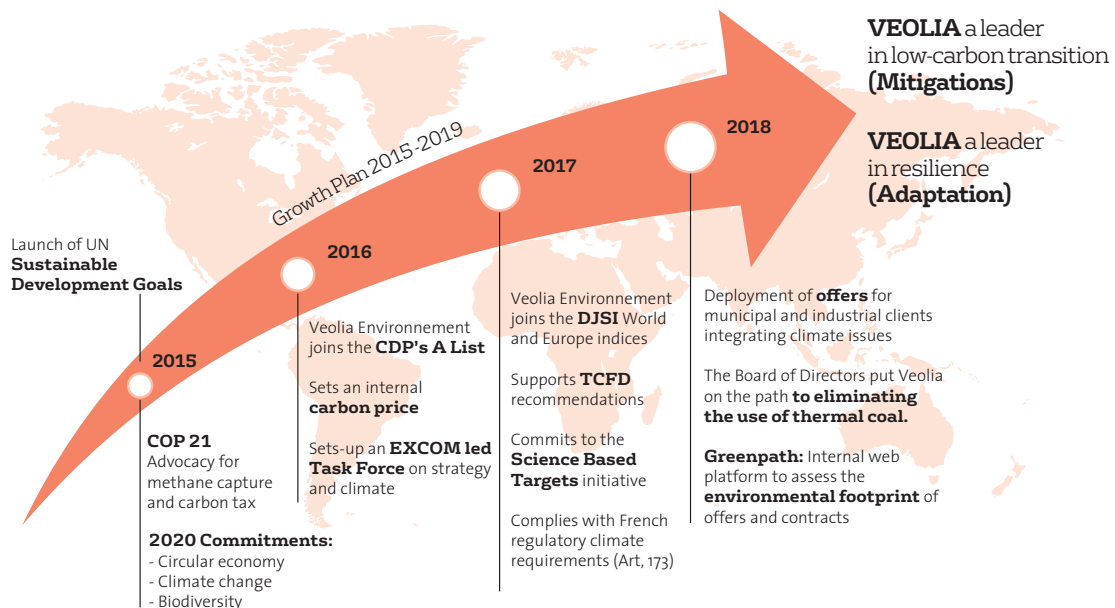 VEOLIA a leader
in low-carbon transition
(Mitigations)
VEOLIA a leader
in resilience
(Adaptation)
Growth Plan 2015-2019
Launch of UN
Sustainable
Development Goals
2015
COP 21
Advocacy for
methane capture
and carbon tax
2020 Commitments:
- Circular economy
- Climate change
- Biodiversity
2016
Veolia Environnement
joins the CDP's A List
Sets an internal
carbon price
Sets-up an EXCOM led
Task Force on strategy
and climate
2017
Veolia Environnement
joins the DJSI World
and Europe indices
Supports TCFD
recommendations
Commits to the
Science Based
Targets initiative
Complies with French
regulatory climate
requirements (Art, 173)
2018
Deployment of offers for
municipal and industrial clients
integrating climate issues
The Board of Directors put Veolia
on the path to eliminating
the use of thermal coal.
Greenpath: Internal web
platform to assess the
environmental footprint of
offers and contracts